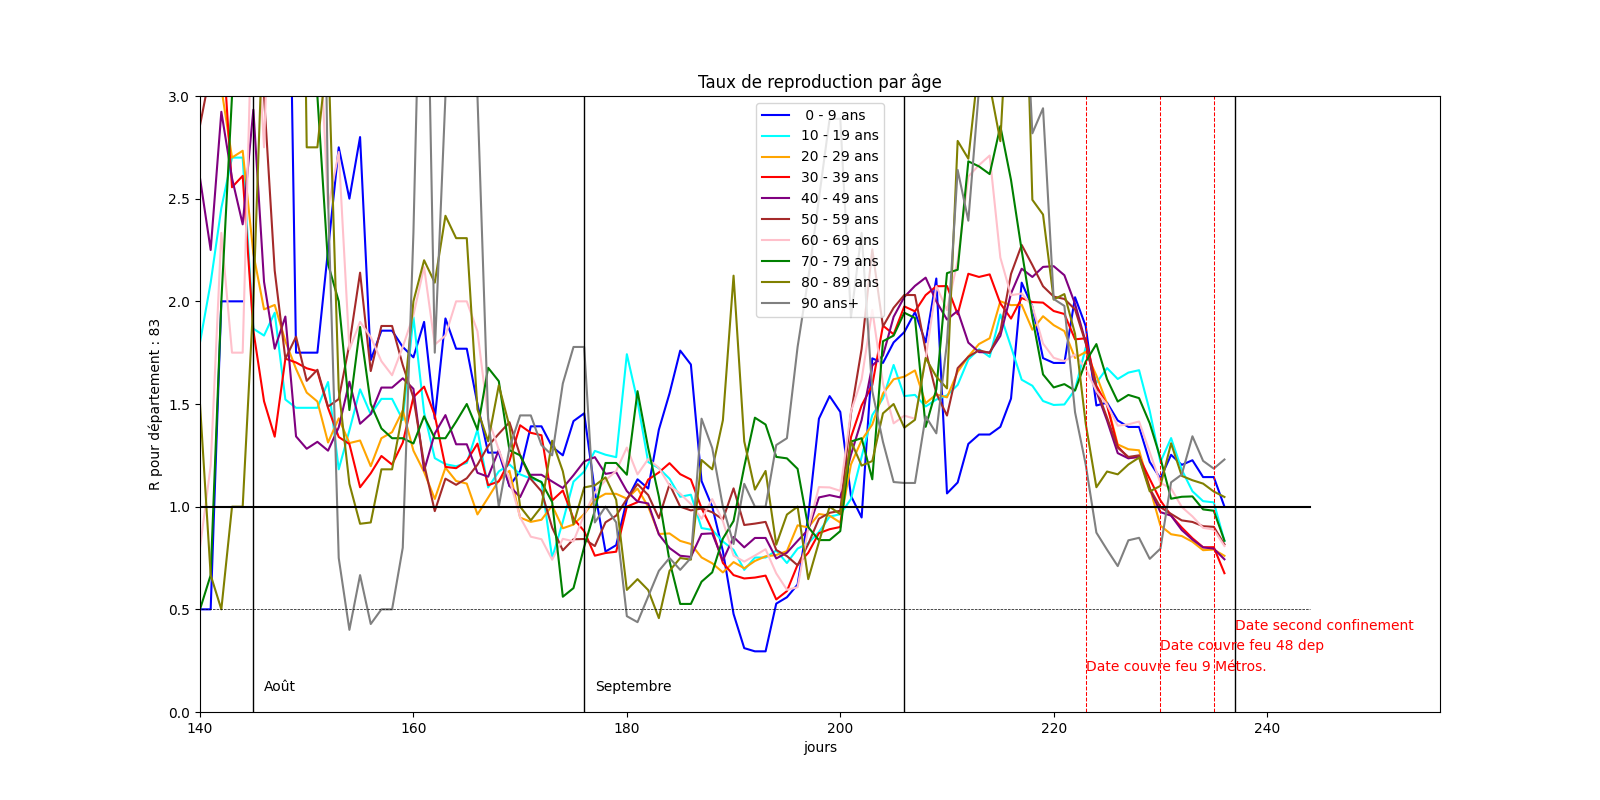 Taux de reproduction par âge
R pour département : 83
3.0
2.5
2.0
1.5
1.0
0.5
0.0
0 - 9 ans
10 - 19 ans
20 - 29 ans
30 - 39 ans
40 - 49 ans
50 - 59 ans
60 - 69 ans
70 - 79 ans
80 - 89 ans
90 ans+
Date second confinement
Date couvre feu 48 dep
Date couvre feu 9 Métros.
Août
Septembre
140
160
180
200
220
240
jours